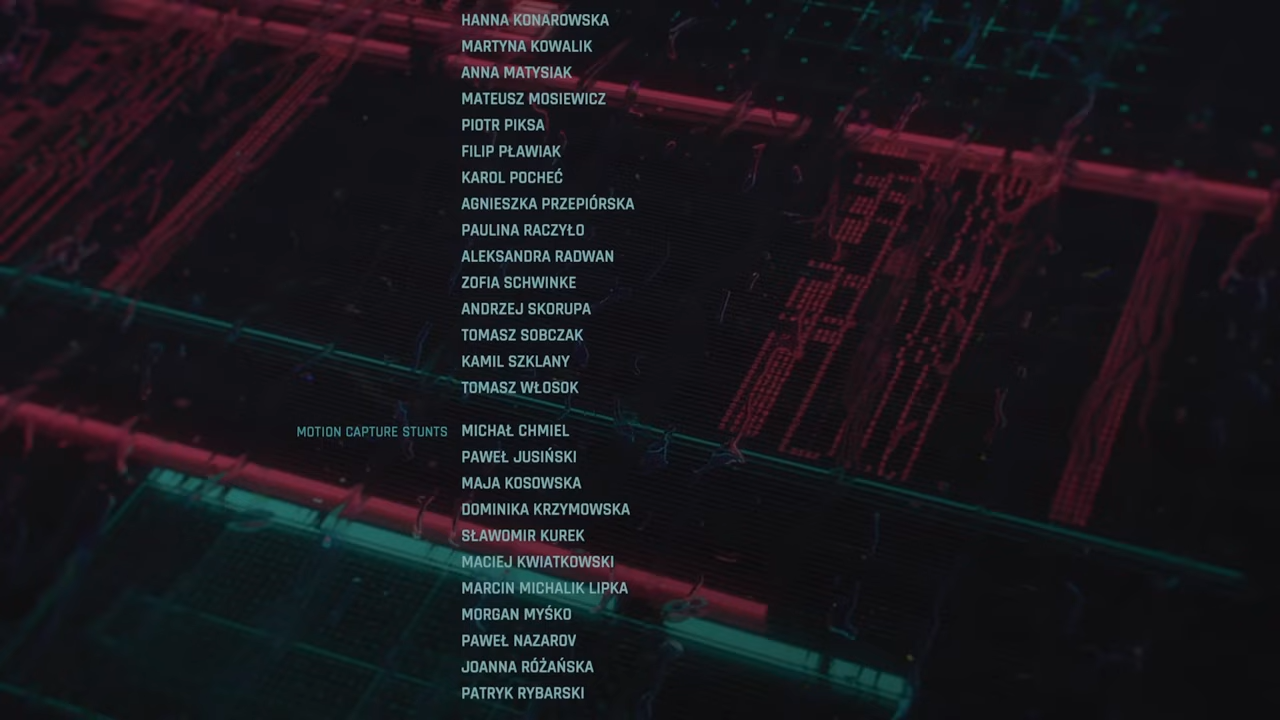 HANNA KONAROWSKA
MARTYNA KOWALIK
ANNA MATYSIAK
MATEUSZ MOSIEWICZ
PIOTR PIKSA
FILIP PŁAWIAK
KAROL POCHEĆ
AGNIESZKA PRZEPIÓRSKA
PAULINA RACZYŁO
ALEKSANDRA RADWAN
ZOFIA SCHWINKE
ANDRZEJ SKORUPA
TOMASZ SOBCZAK
KAMIL SZKLANY
TOMASZ WŁOSOK
MOTION CAPTURE STUNTS MICHAŁ CHMIEL
PAWEŁ JUSIŃSKI
MAJA KOSOWSKA
DOMINIKA KRZYMOWSKA
SŁAWOMIR KUREK
MACIEJ KWIATKOWSKI
MARCIN MICHALIK LIPKA
MORGAN MYŚKO
PAWEŁ NAZAROV
JOANNA RÓŻAŃSKA
PATRYK RYBARSKI